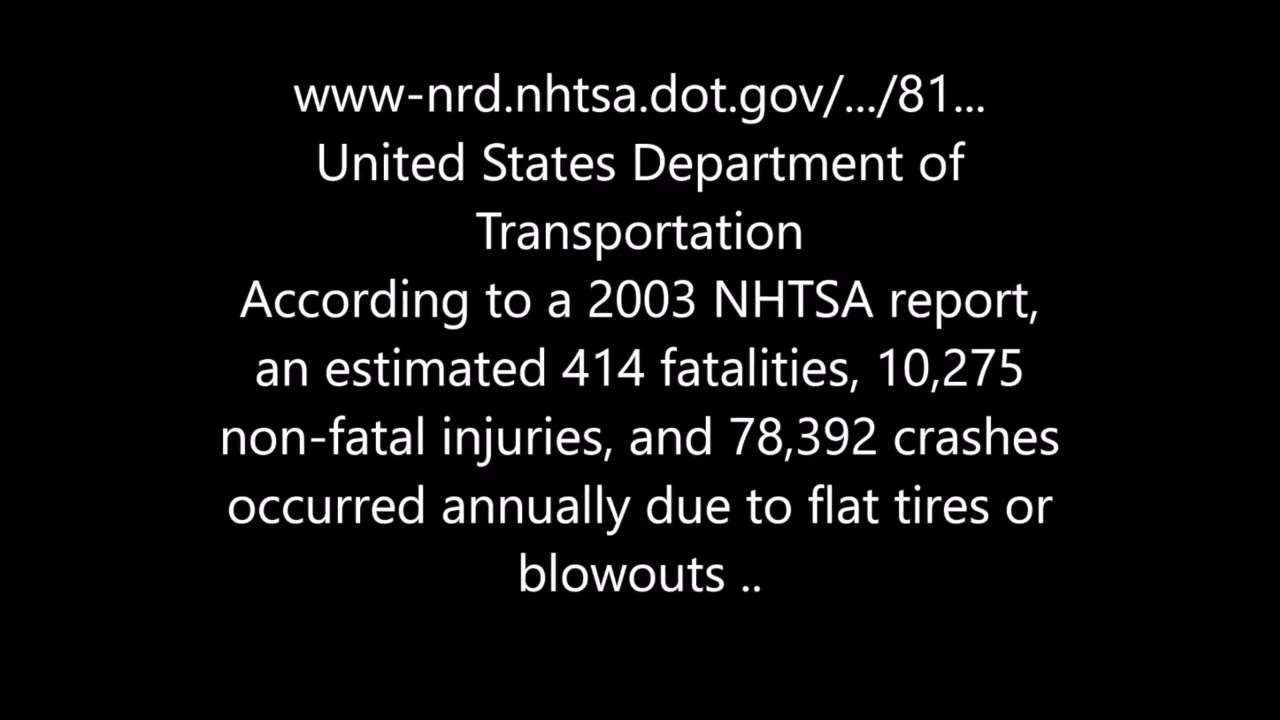 www-nrd.nhtsa.dot.gov/.../81...
United States Department of
Transportation
According to a 2003 NHTSA report,
an estimated 414 fatalities, 10,275
non-fatal injuries, and 78,392 crashes
occurred annually due to flat tires or
blowouts ..